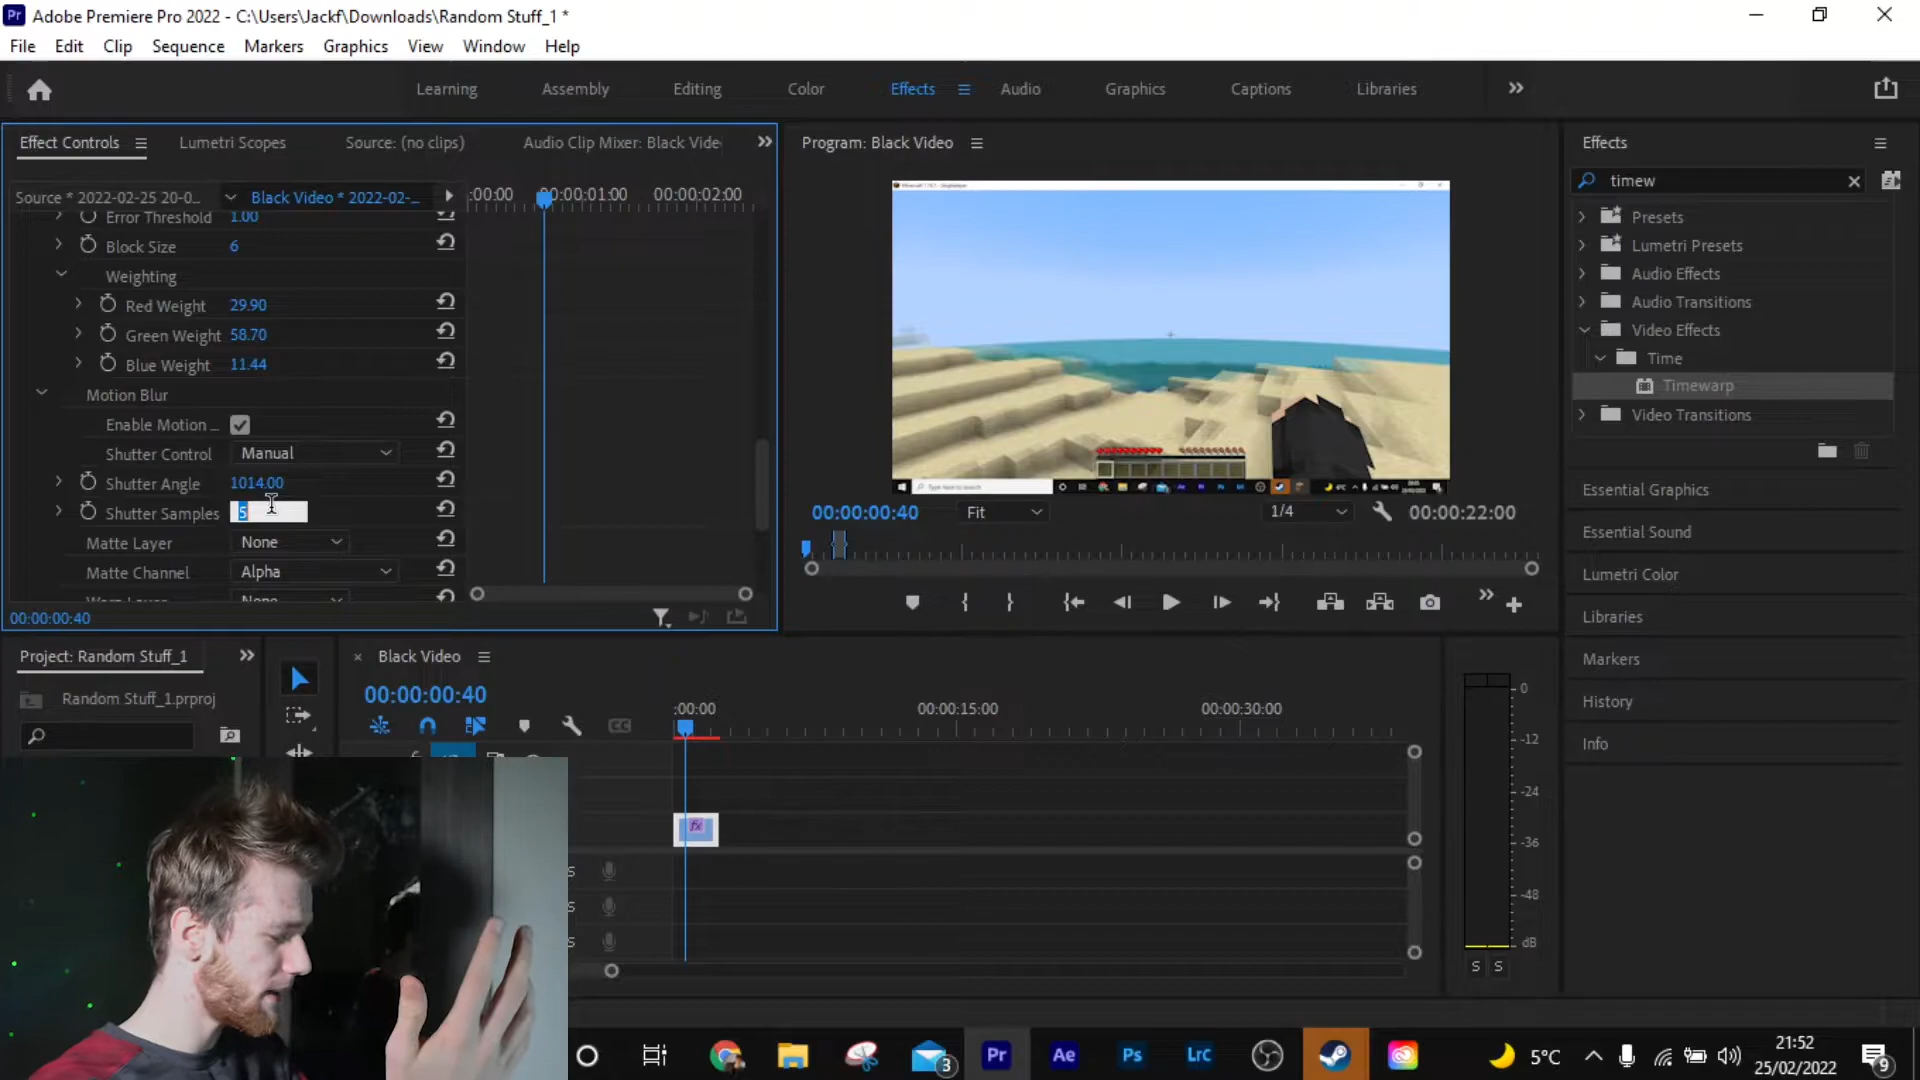 Adobe Premiere Pro 2022 - C:\Users\Jackf\Downloads\Random Stuff_1 *
File Edit Clip Sequence Markers Graphics View Window Help
Learning Assembly Editing Color Effects Audio Graphics Captions Libraries
Effect Controls Lumetri Scopes Source: (no clips) Audio Clip Mixer: Black Vide
Source * 2022-02-25 20-0... Black Video * 2022-02-...
:00:00 00:00:01:00 00:00:02:00
Error Threshold 1.00
Block Size 6
Weighting
Red Weight 29.90
Green Weight 58.70
Blue Weight 11.44
Motion Blur
Enable Motion ...
Shutter Control Manual
Shutter Angle 1014.00
Shutter Samples 5
Matte Layer None
Matte Channel Alpha
00:00:00:40
Program: Black Video
Type here to search
00:00:00:40 Fit 1/4 00:00:22:00
Effects
timew
Presets
Lumetri Presets
Audio Effects
Audio Transitions
Video Effects
Time
Timewarp
Video Transitions
Essential Graphics
Essential Sound
Lumetri Color
Libraries
Markers
History
Info
Project: Random Stuff_1
Random Stuff_1.prproj
Black Video
00:00:00:40
:00:00 00:00:15:00 00:00:30:00
CC
fx
S
S
S
0
-12
-24
-36
-48
dB
S S
3 Pr Ae Ps Lrc
5°C
21:52
25/02/2022
9